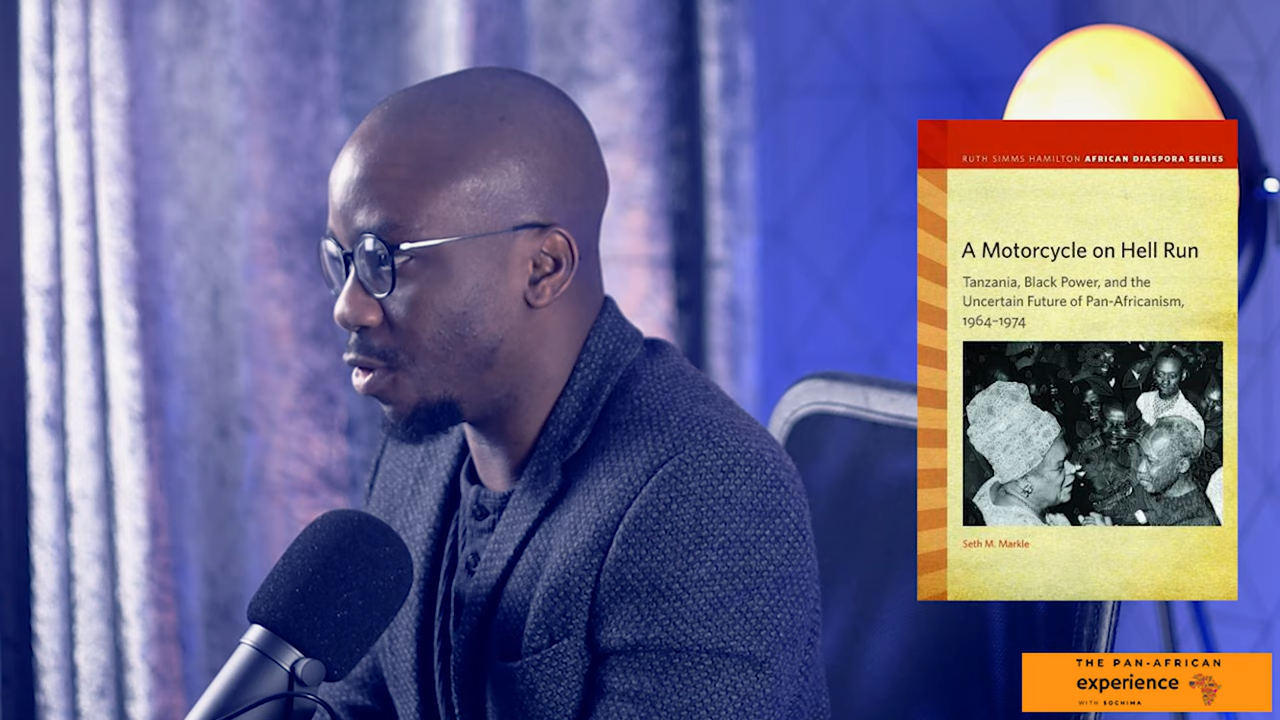 RUTH SIMMS HAMILTON AFRICAN DIASPORA SERIES
A Motorcycle on Hell Run
Tanzania, Black Power, and the
Uncertain Future of Pan-Africanism,
1964–1974
Seth M. Markle
THE PAN-AFRICAN
experience
WITH SOCHIMA